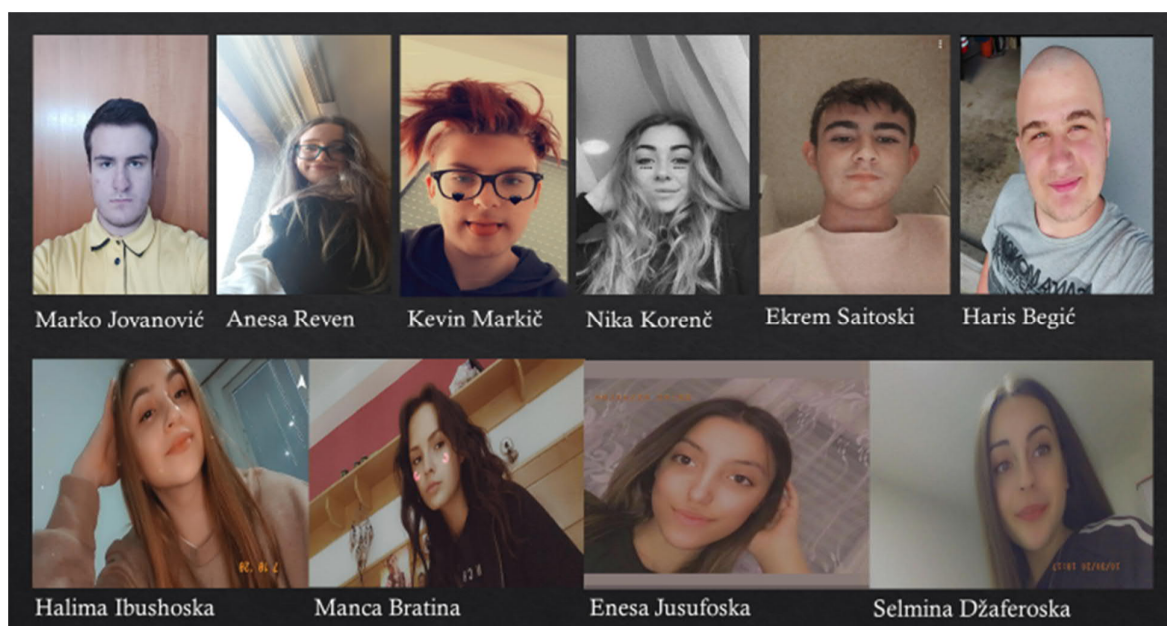 Marko Jovanović
Anesa Reven
Kevin Markič
Nika Korenč
Ekrem Saitoski
Haris Begić
Halima Ibushoska
Manca Bratina
Enesa Jusufoska
Selmina Džaferoska